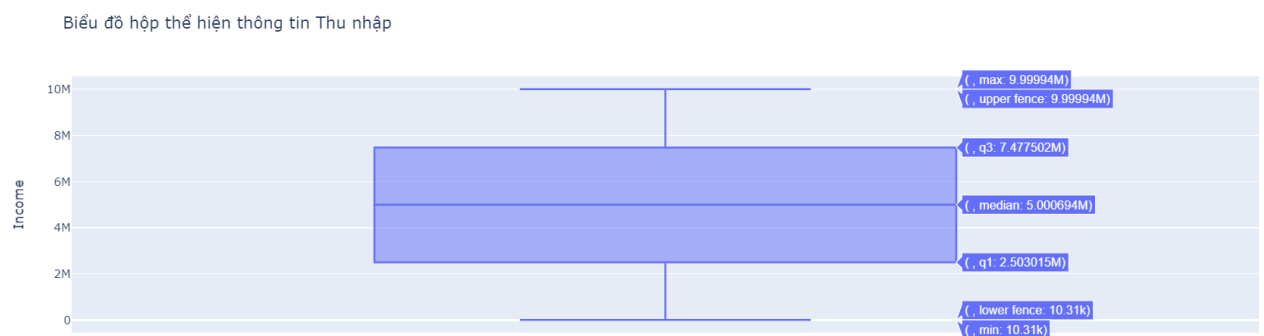 Biểu đồ hộp thể hiện thông tin Thu nhập
10M
8M
6M
4M
2M
0
Income
( , max: 9.99994M)
( , upper fence: 9.99994M)
( , q3: 7.477502M)
( , median: 5.000694M)
( , q1: 2.503015M)
( , lower fence: 10.31k)
( , min: 10.31k)